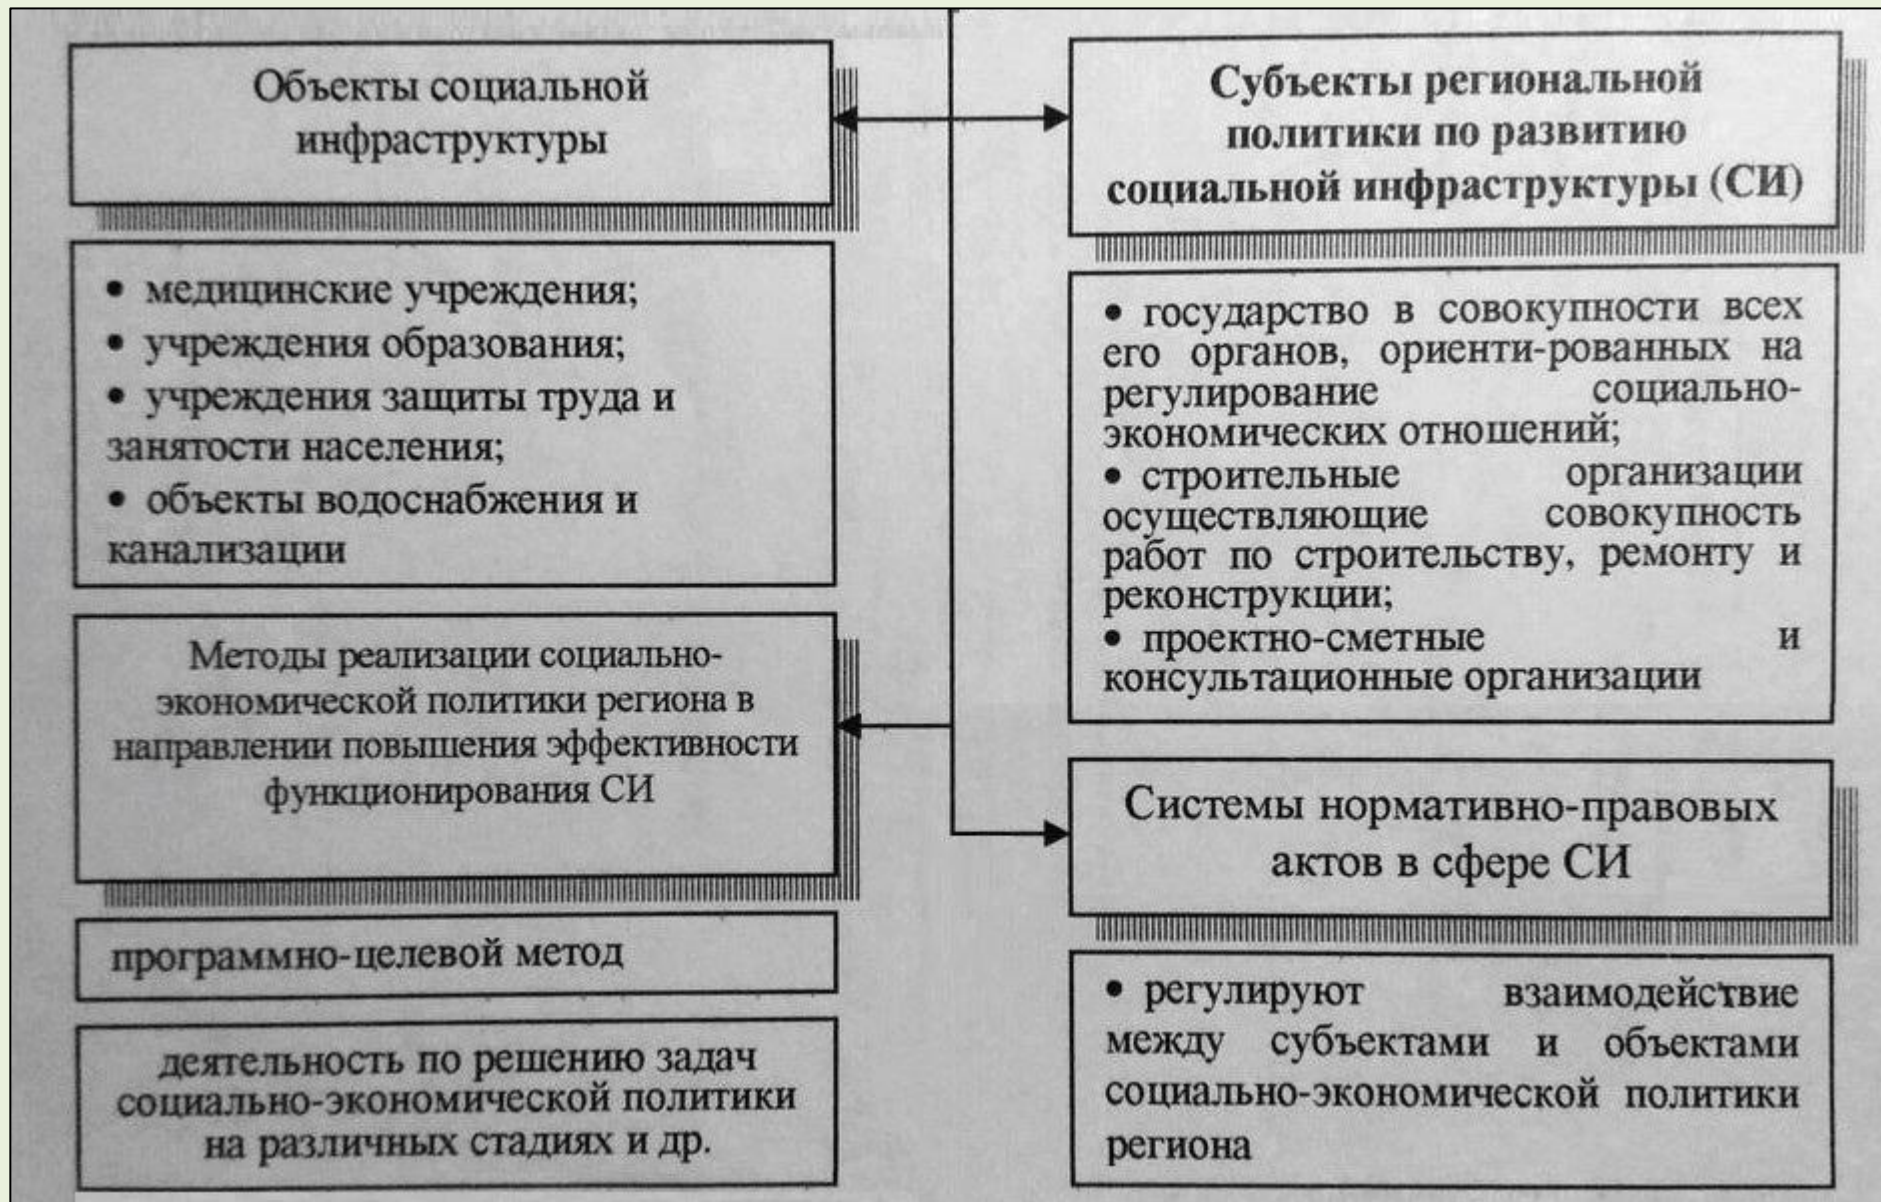 Объекты социальной
инфраструктуры
• медицинские учреждения;
• учреждения образования;
• учреждения защиты труда и
занятости населения;
• объекты водоснабжения и
канализации
Методы реализации социально-
экономической политики региона в
направлении повышения эффективности
функционирования СИ
программно-целевой метод
деятельность по решению задач
социально-экономической политики
на различных стадиях и др.
Субъекты региональной
политики по развитию
социальной инфраструктуры (СИ)
• государство в совокупности всех
его органов, ориенти-рованных на
регулирование социально-
экономических отношений;
• строительные организации
осуществляющие совокупность
работ по строительству, ремонту и
реконструкции;
• проектно-сметные и
консультационные организации
Системы нормативно-правовых
актов в сфере СИ
• регулируют взаимодействие
между субъектами и объектами
социально-экономической политики
региона